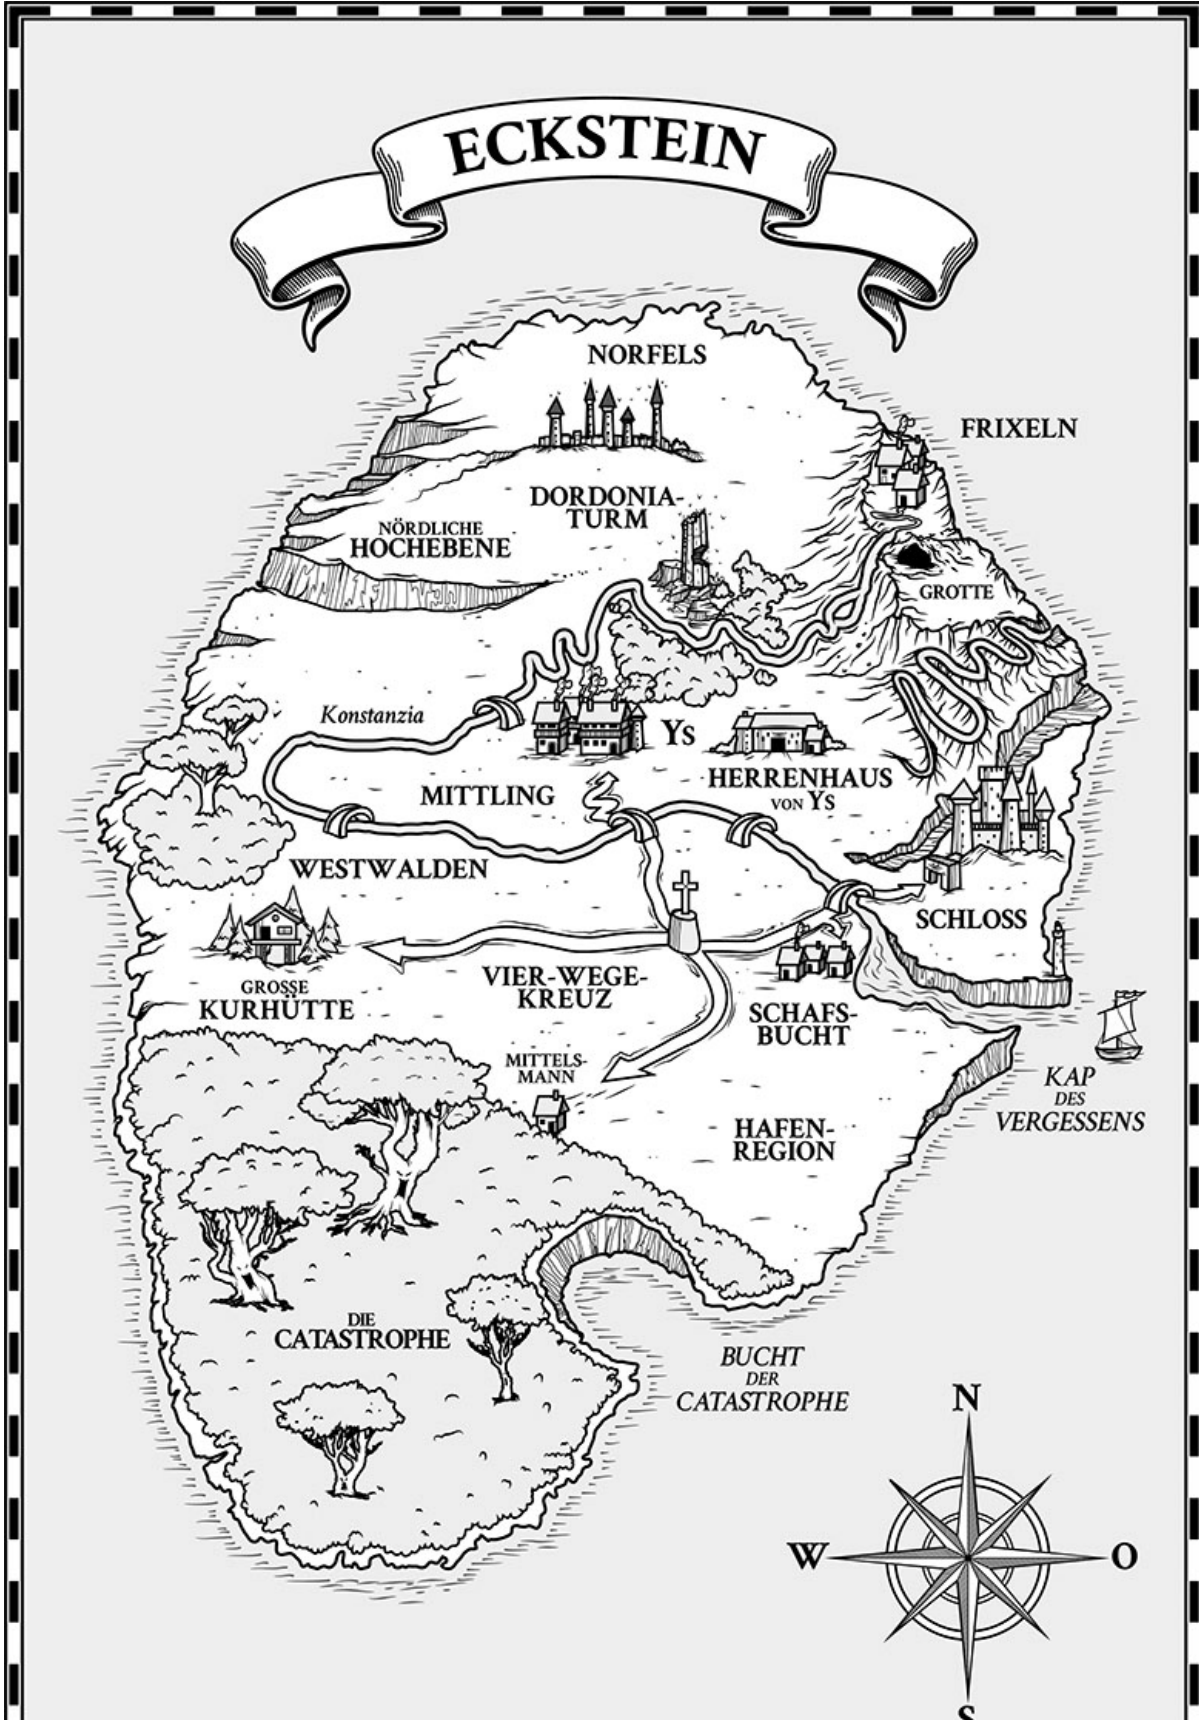 ECKSTEIN
NORFELS
FRIXELN
DORDONIA-
TURM
NÖRDLICHE
HOCHEBENE
GROTTE
Konstanzia
Ys
HERRENHAUS
VON Ys
MITTLING
WESTWALDEN
SCHLOSS
GROSSE
KURHÜTTE
VIER-WEGE-
KREUZ
SCHAFS-
BUCHT
MITTELS-
MANN
KAP
DES
VERGESSENS
HAFEN-
REGION
DIE
CATASTROPHE
BUCHT
DER
CATASTROPHE
N
W
O
S